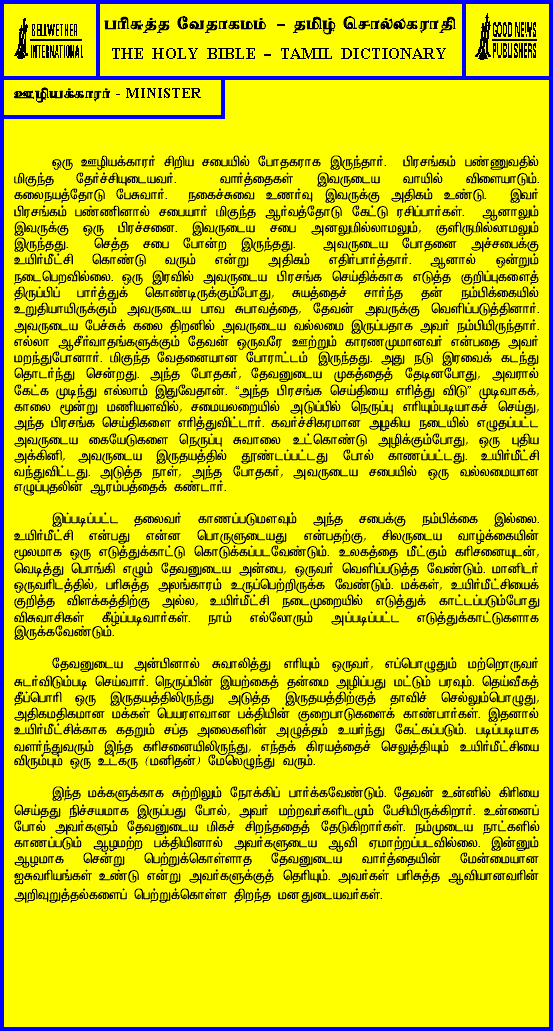 BELLWETHER
INTERNATIONAL
பரிசுத்த வேதாகமம் – தமிழ் சொல்லகராதி
THE HOLY BIBLE – TAMIL DICTIONARY
GOOD NEWS
PUBLISHERS
ஊழியக்காரர் - MINISTER
ஒரு ஊழியக்காரர் சிறிய சபையில் போதகராக இருந்தார். பிரசங்கம் பண்ணுவதில்
மிகுந்த தேர்ச்சியுடையவர். வார்த்தைகள் இவருடைய வாயில் விளையாடும்.
கலைநயத்தோடு பேசுவார். நகைச்சுவை உணர்வு இவருக்கு அதிகம் உண்டு. இவர்
பிரசங்கம் பண்ணினால் சபையார் மிகுந்த ஆர்வத்தோடு கேட்டு ரசிப்பார்கள். ஆனாலும்
இவருக்கு ஒரு பிரச்சனை. இவருடைய சபை அனலுமில்லாமலும், குளிருமில்லாமலும்
இருந்தது. செத்த சபை போன்ற இருந்தது. அவருடைய போதனை அச்சபைக்கு
உயிர்மீட்சி கொண்டு வரும் என்று அதிகம் எதிர்பார்த்தார். ஆனால் ஒன்றும்
நடைபெறவில்லை. ஒரு இரவில் அவருடைய பிரசங்க செய்திக்காக எடுத்த குறிப்புகளைத்
திருப்பிப் பார்த்துக் கொண்டிருக்கும்போது, சுயத்தைச் சார்ந்த தன் நம்பிக்கையில்
உறுதியாயிருக்கும் அவருடைய பாவ சுபாவத்தை, தேவன் அவருக்கு வெளிப்படுத்தினார்.
அவருடைய பேச்சுக் கலை திறனில் அவருடைய வல்லமை இருப்பதாக அவர் நம்பியிருந்தார்.
எல்லா ஆசீர்வாதங்களுக்கும் தேவன் ஒருவரே ஊற்றும் காரணமுமானவர் என்பதை அவர்
மறந்துபோனார். மிகுந்த வேதனையான போராட்டம் இருந்தது. அது நடு இரவைக் கடந்து
தொடர்ந்து சென்றது. அந்த போதகர், தேவனுடைய முகத்தைத் தேடினபோது, அவரால்
கேட்க முடிந்து எல்லாம் இதுவேதான். “அந்த பிரசங்க செய்தியை எரித்து விடு” முடிவாகக்,
காலை மூன்று மணியளவில், சமையலறையில் அடுப்பில் நெருப்பு எரியும்படியாகச் செய்து,
அந்த பிரசங்க செய்திகளை எரித்துவிட்டார். கவர்ச்சிகரமான அழகிய நடையில் எழுதப்பட்ட
அவருடைய கையேடுகளை நெருப்பு சுவாலை உட்கொண்டு அழிக்கும்போது, ஒரு புதிய
அக்கினி, அவருடைய இருதயத்தில் தூண்டப்பட்டது போல் காணப்பட்டது. உயிர்மீட்சி
வந்துவிட்டது. அடுத்த நாள், அந்த போதகர், அவருடைய சபையில் ஒரு வல்லமையான
எழுப்புதலின் ஆரம்பத்தைக் கண்டார்.
இப்படிப்பட்ட தலைவர் காணப்படுமளவும் அந்த சபைக்கு நம்பிக்கை இல்லை.
உயிர்மீட்சி என்பது என்ன பொருளுடையது என்பதற்கு, சிலருடைய வாழ்க்கையின்
மூலமாக ஒரு எடுத்துக்காட்டு கொடுக்கப்படவேண்டும். உலகத்தை மீட்கும் கரிசனையுடன்,
வெடித்து பொங்கி எழும் தேவனுடைய அன்பை, ஒருவர் வெளிப்படுத்த வேண்டும். மானிடர்
ஒருவரிடத்தில், பரிசுத்த அலங்காரம் உருப்பெற்றிருக்க வேண்டும். மக்கள், உயிர்மீட்சியைக்
குறித்த விளக்கத்திற்கு அல்ல, உயிர்மீட்சி நடைமுறையில் எடுத்துக் காட்டப்படும்போது
விசுவாசிகள் கீழ்ப்படிவார்கள். நாம் எல்லோரும் அப்படிப்பட்ட எடுத்துக்காட்டுகளாக
இருக்கவேண்டும்.
தேவனுடைய அன்பினால் சுவாலித்து எரியும் ஒருவர், எப்பொழுதும் மற்றொருவர்
சுடர்விடும்படி செய்வார். நெருப்பின் இயற்கைத் தன்மை அழிப்பது மட்டும் பரவும். தெய்வீகத்
தீப்பொரி ஒரு இருதயத்திலிருந்து அடுத்த இருதயத்திற்குத் தாவிச் செல்லும்பொழுது,
அதிகமதிகமான மக்கள் பெயரளவான பக்தியின் குறைபாடுகளைக் காண்பார்கள். இதனால்
உயிர்மீட்சிக்காக கதறும் சப்த அலைகளின் அழுத்தம் உயர்ந்து கேட்கப்படும். படிப்படியாக
வளர்ந்துவரும் இந்த கரிசனையிலிருந்து, எந்தக் கிரயத்தைச் செலுத்தியும் உயிர்மீட்சியை
விரும்பும் ஒரு உட்கரு (மனிதன்) மேலெழுந்து வரும்.
இந்த மக்களுக்காக சுற்றிலும் நோக்கிப் பார்க்கவேண்டும். தேவன் உன்னில் கிரியை
செய்தது நிச்சயமாக இருப்பது போல், அவர் மற்றவர்களிடமும் பேசியிருக்கிறார். உன்னைப்
போல் அவர்களும் தேவனுடைய மிகச் சிறந்ததைத் தேடுகிறார்கள். நம்முடைய நாட்களில்
காணப்படும் ஆழமற்ற பக்தியினால் அவர்களுடைய ஆவி ஏமாற்றப்படவில்லை. இன்னும்
ஆழமாக சென்று பெற்றுக்கொள்ளாத தேவனுடைய வார்த்தையின் மேன்மையான
ஐசுவரியங்கள் உண்டு என்று அவர்களுக்குத் தெரியும். அவர்கள் பரிசுத்த ஆவியானவரின்
அறிவுறுத்தல்களைப் பெற்றுக்கொள்ள திறந்த மனதுடையவர்கள்.